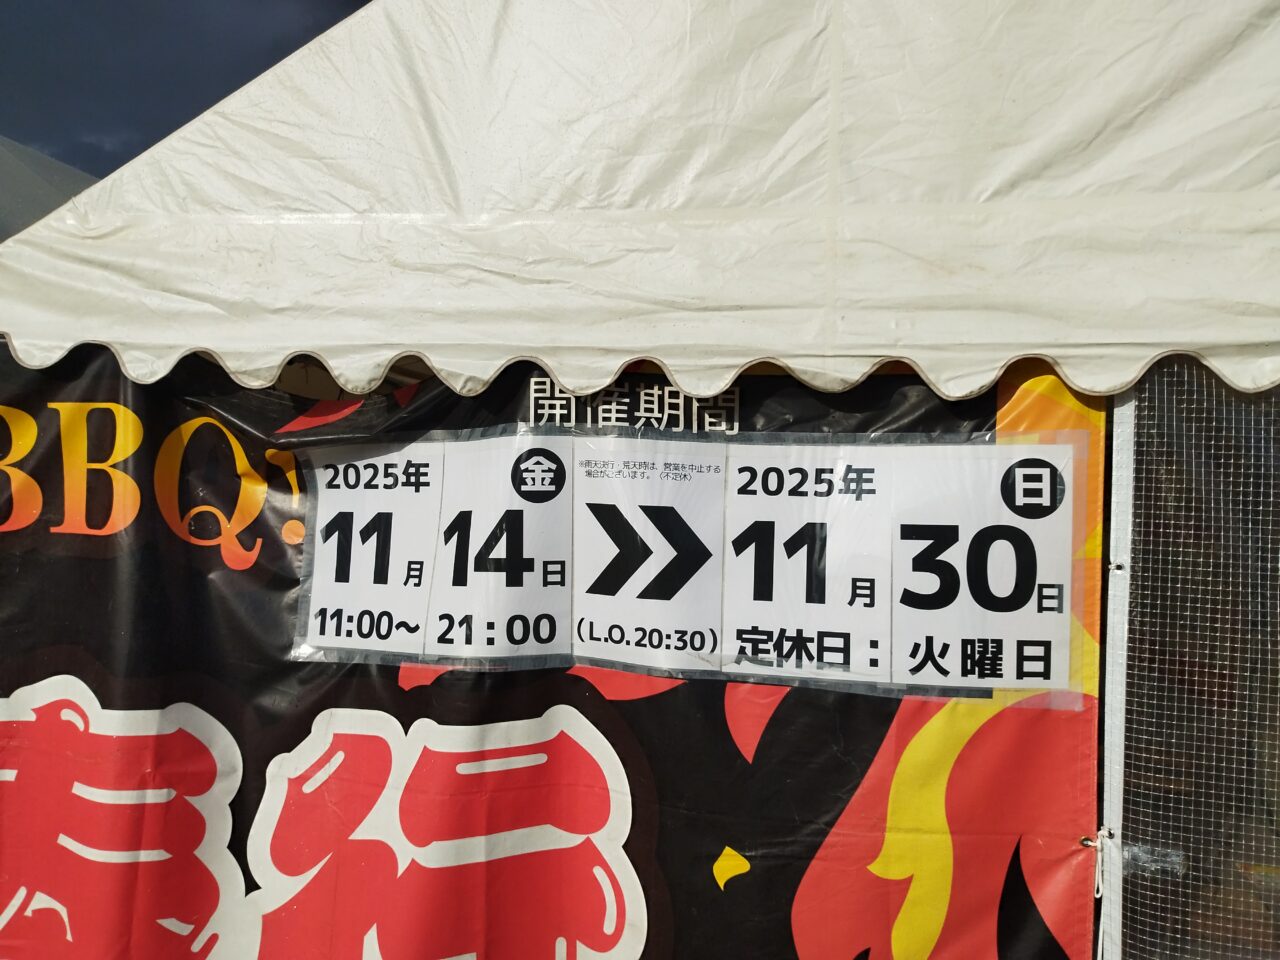 BBQ!
開催期間
2025年
11月14日 金
11:00～21:00
※雨天決行・荒天時は、営業を中止する
場合がございます。〈不定休〉
(L.O.20:30)
2025年
11月30日 日
定休日：火曜日